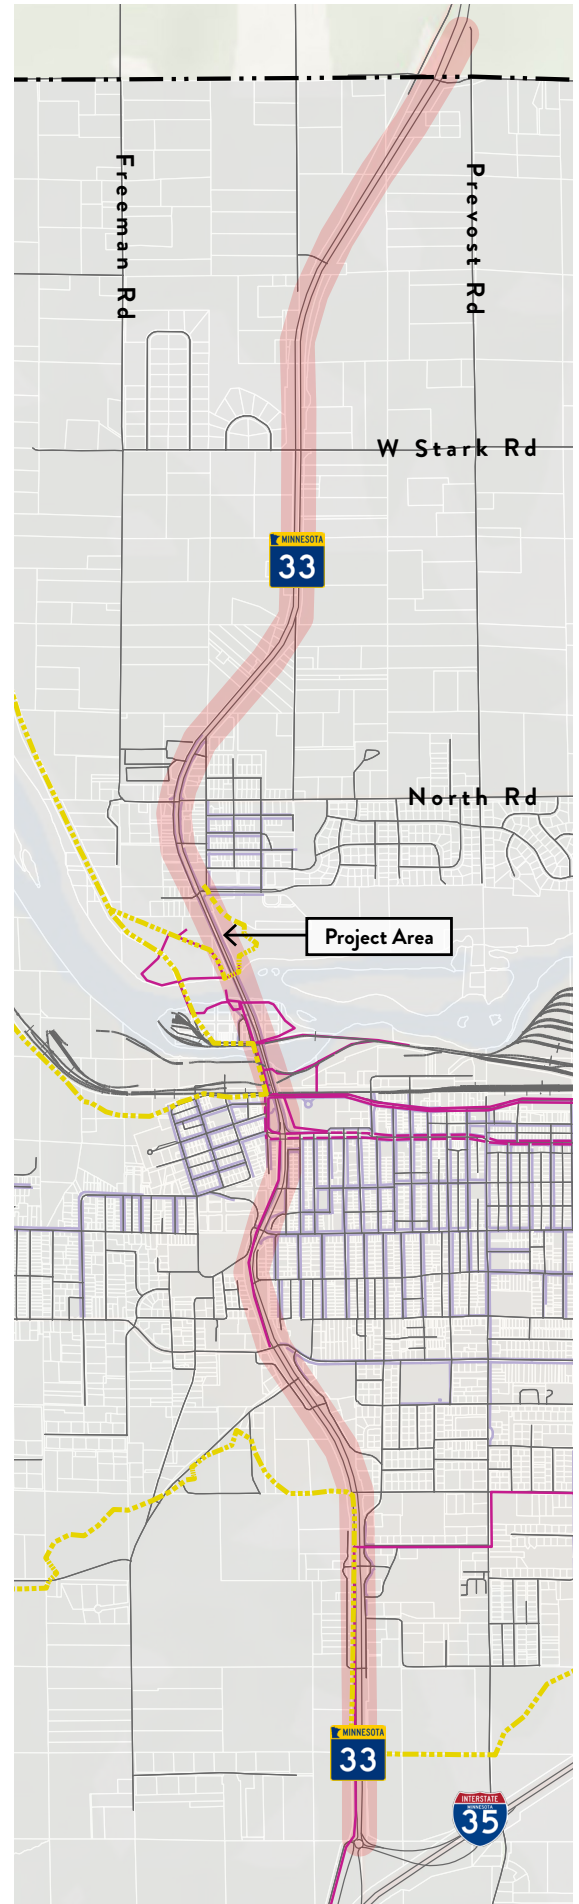 Freeman Rd
Prevost Rd
W Stark Rd
MINNESOTA
33
North Rd
Project Area
MINNESOTA
33
INTERSTATE
MINNESOTA
35